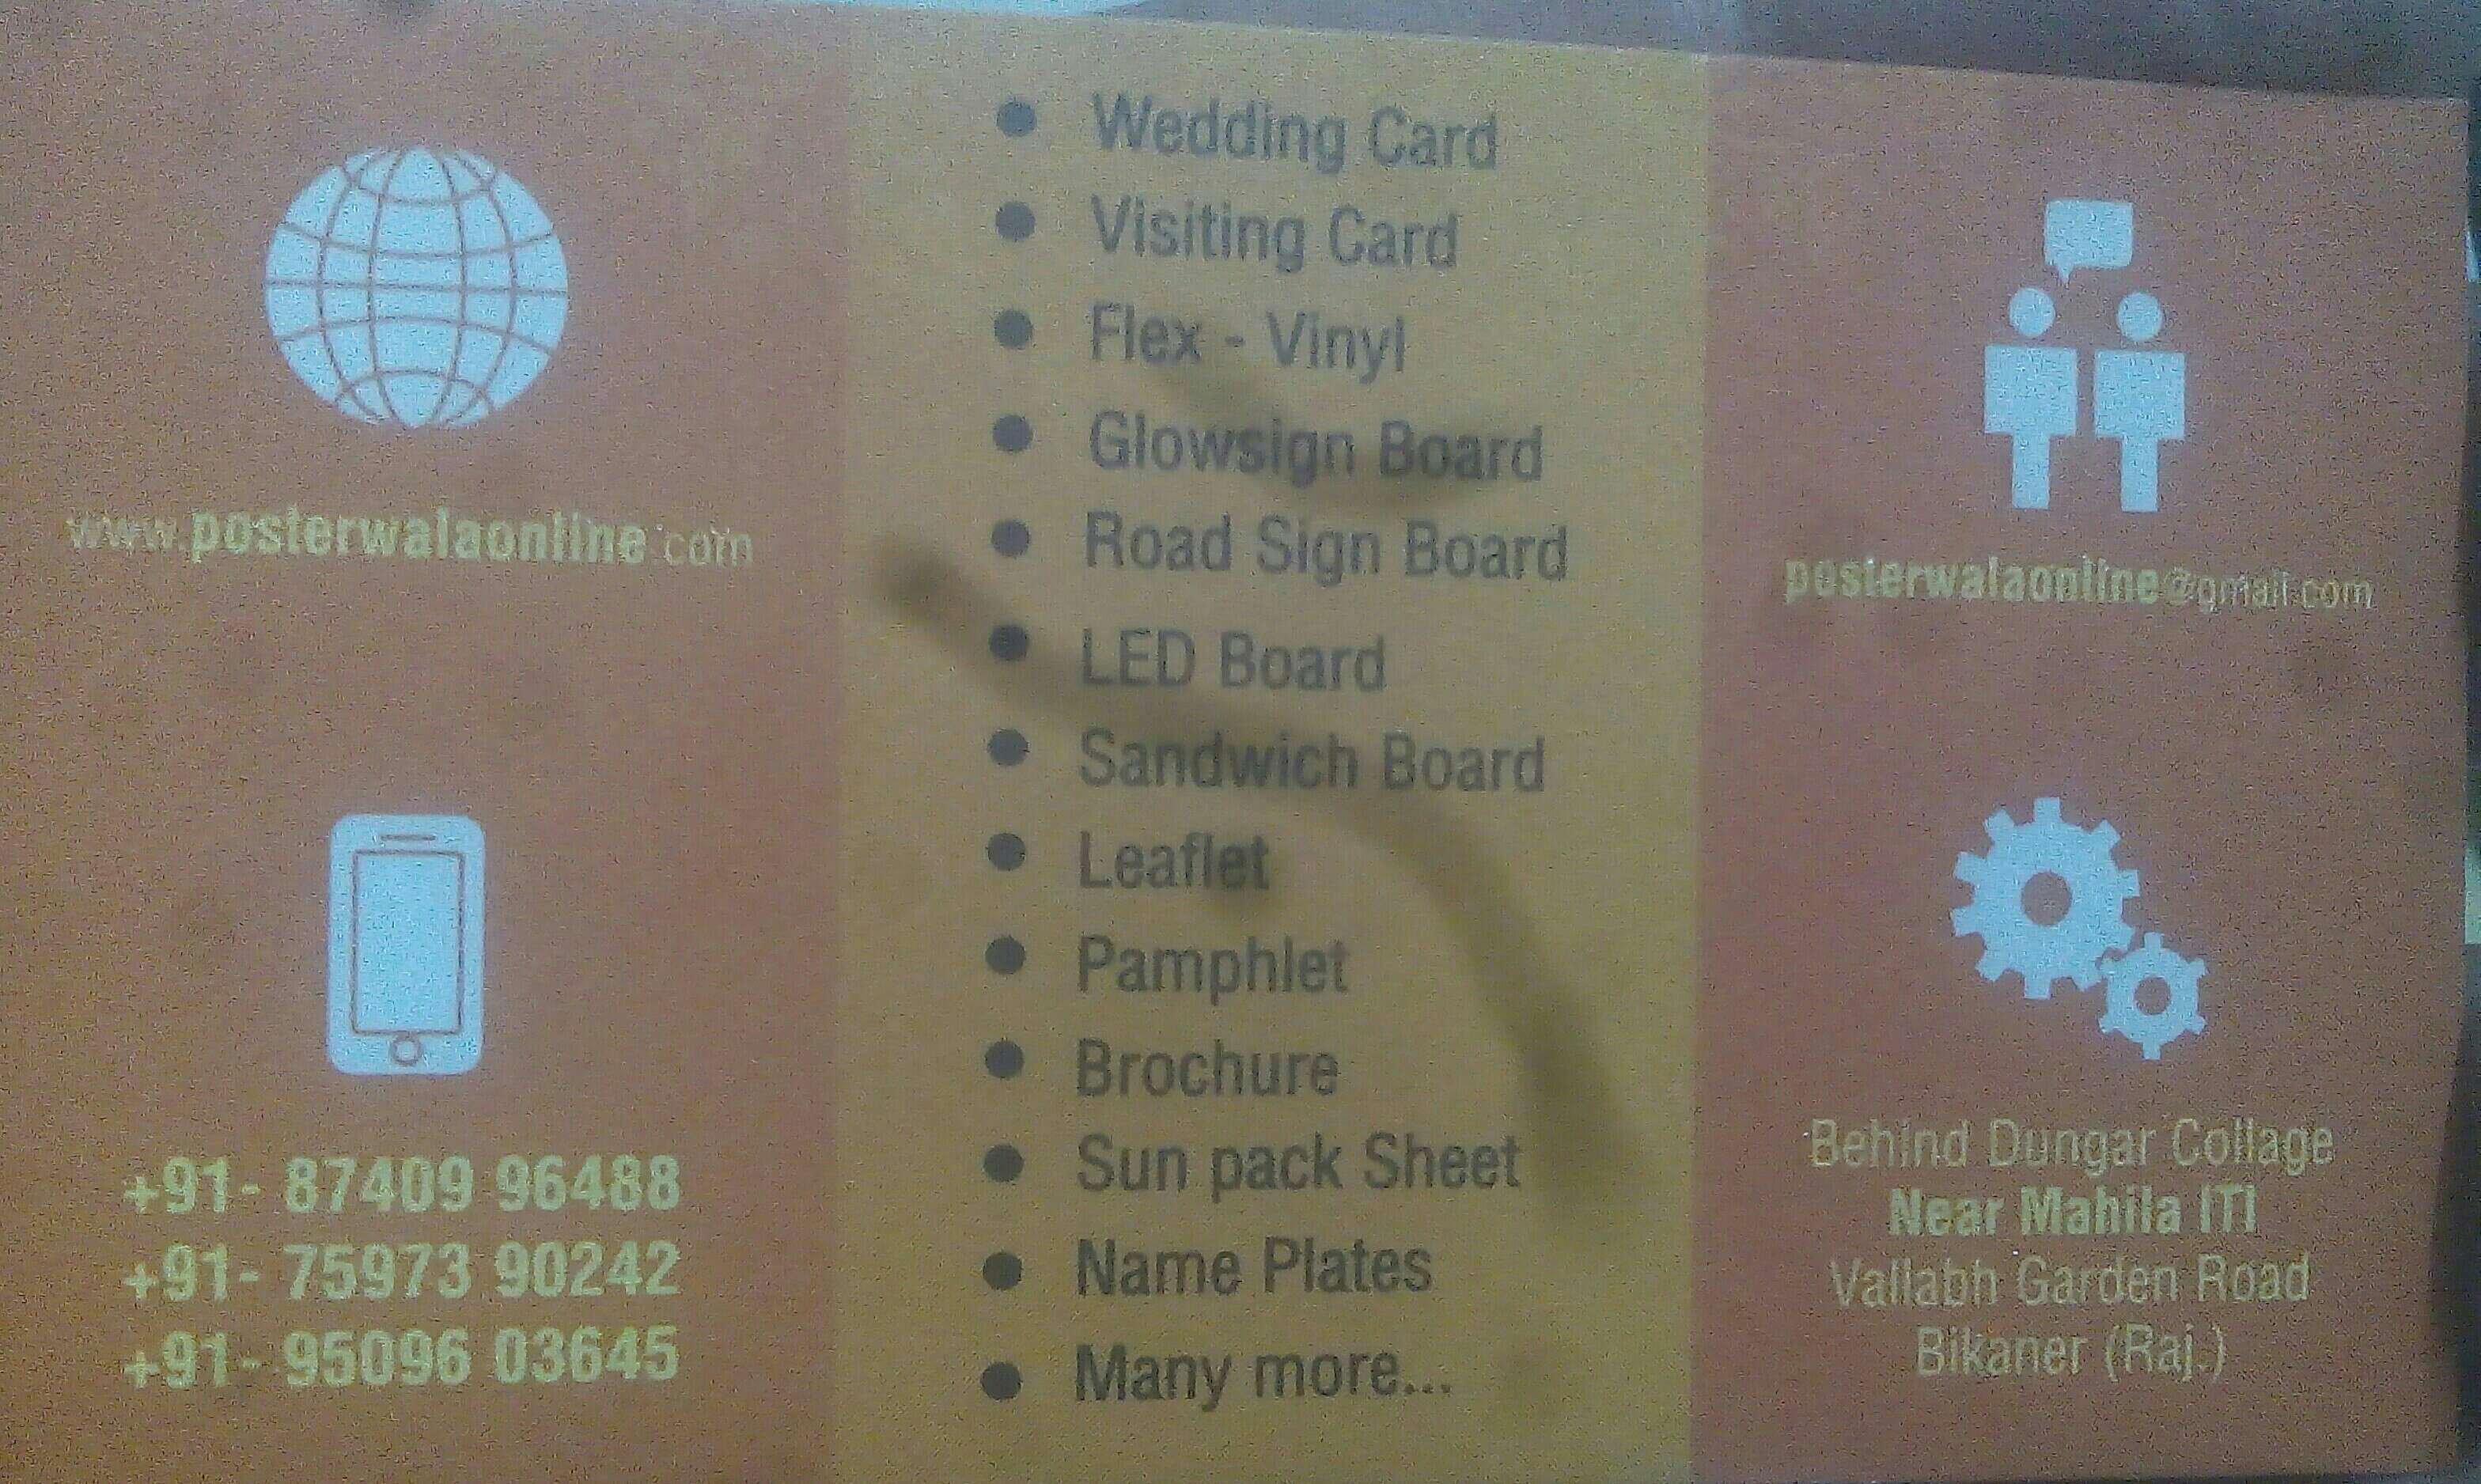 www.posterwalaonline.com
+91- 87409 96488
+91- 75973 90242
+91- 95096 03645
Wedding Card
Visiting Card
Flex - Vinyl
Glowsign Board
Road Sign Board
LED Board
Sandwich Board
Leaflet
Pamphlet
Brochure
Sun pack Sheet
Name Plates
Many more...
posterwalaonline@gmail.com
Behind Dungar Collage
Near Mahila ITI
Vallabh Garden Road
Bikaner (Raj.)